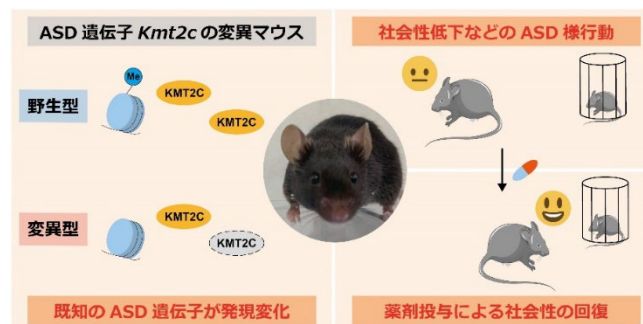 ASD 遺伝子 Kmt2c の変異マウス
社会性低下などの ASD 様行動
Me
KMT2C
野生型
KMT2C
KMT2C
変異型
KMT2C
既知の ASD 遺伝子が発現変化
薬剤投与による社会性の回復